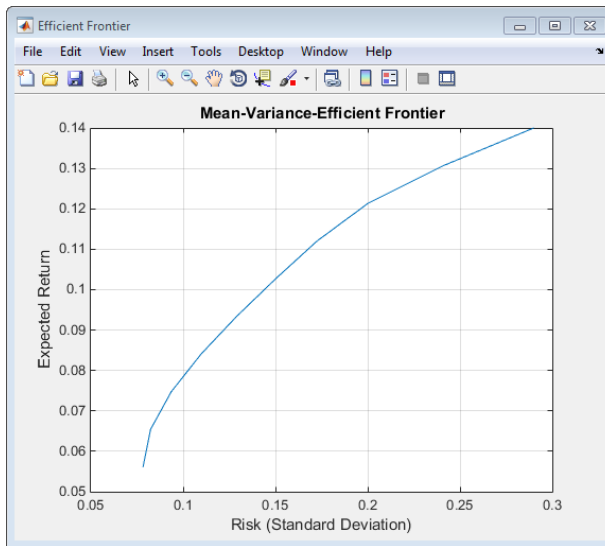 Efficient Frontier
File Edit View Insert Tools Desktop Window Help
Mean-Variance-Efficient Frontier
0.14
0.13
0.12
0.11
0.1
0.09
0.08
0.07
0.06
0.05
Expected Return
0.05 0.1 0.15 0.2 0.25 0.3
Risk (Standard Deviation)